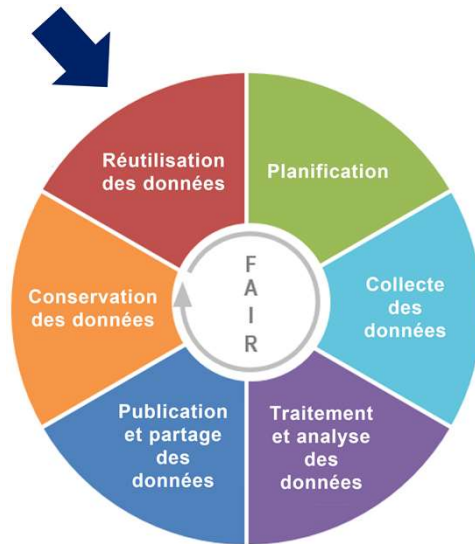 Réutilisation
des données
Planification
Conservation
des données
F
A
I
R
Collecte
des
données
Publication
et partage
des
données
Traitement
et analyse
des
données